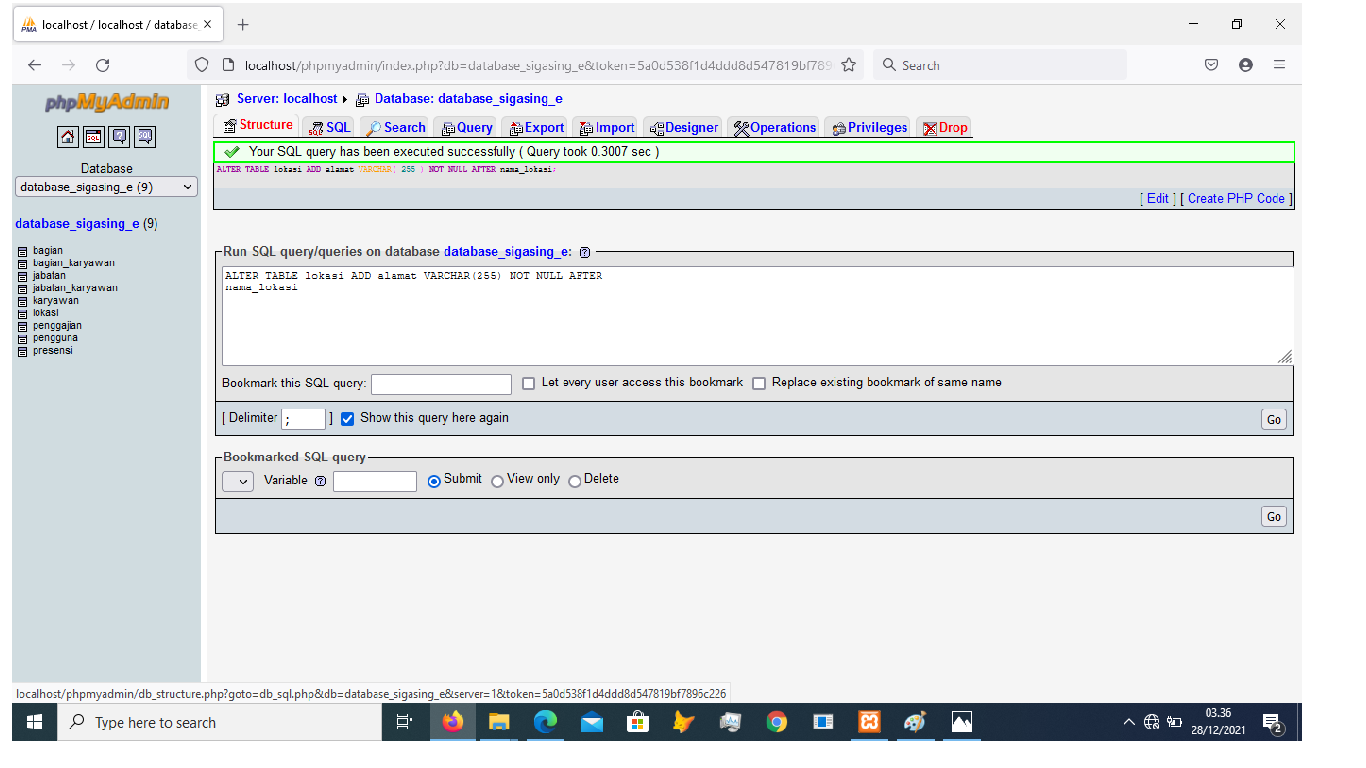 localhost / localhost / database_
localhost/phpmyadmin/index.php?db=database_sigasing_e&token=5a0d538f1d4ddd8d547819bf789
Search
phpMyAdmin
Database
database_sigasing_e (9)
database_sigasing_e (9)
bagian
bagian_karyawan
jabatan
jabatan_karyawan
karyawan
lokasi
penggajian
pengguna
presensi
Server: localhost Database: database_sigasing_e
Structure SQL Search Query Export Import Designer Operations Privileges Drop
Your SQL query has been executed successfully ( Query took 0.3007 sec )
ALTER TABLE lokasi ADD alamat VARCHAR( 255 ) NOT NULL AFTER nama_lokasi;
[ Edit ] [ Create PHP Code ]
Run SQL query/queries on database database_sigasing_e:
ALTER TABLE lokasi ADD alamat VARCHAR(255) NOT NULL AFTER
nama_lokasi
Bookmark this SQL query: Let every user access this bookmark Replace existing bookmark of same name
[ Delimiter ; ] Show this query here again Go
Bookmarked SQL query
Variable Submit View only Delete
Go
localhost/phpmyadmin/db_structure.php?goto=db_sql.php&db=database_sigasing_e&server=1&token=5a0d538f1d4ddd8d547819bf7896c226
Type here to search
03.36
28/12/2021
2